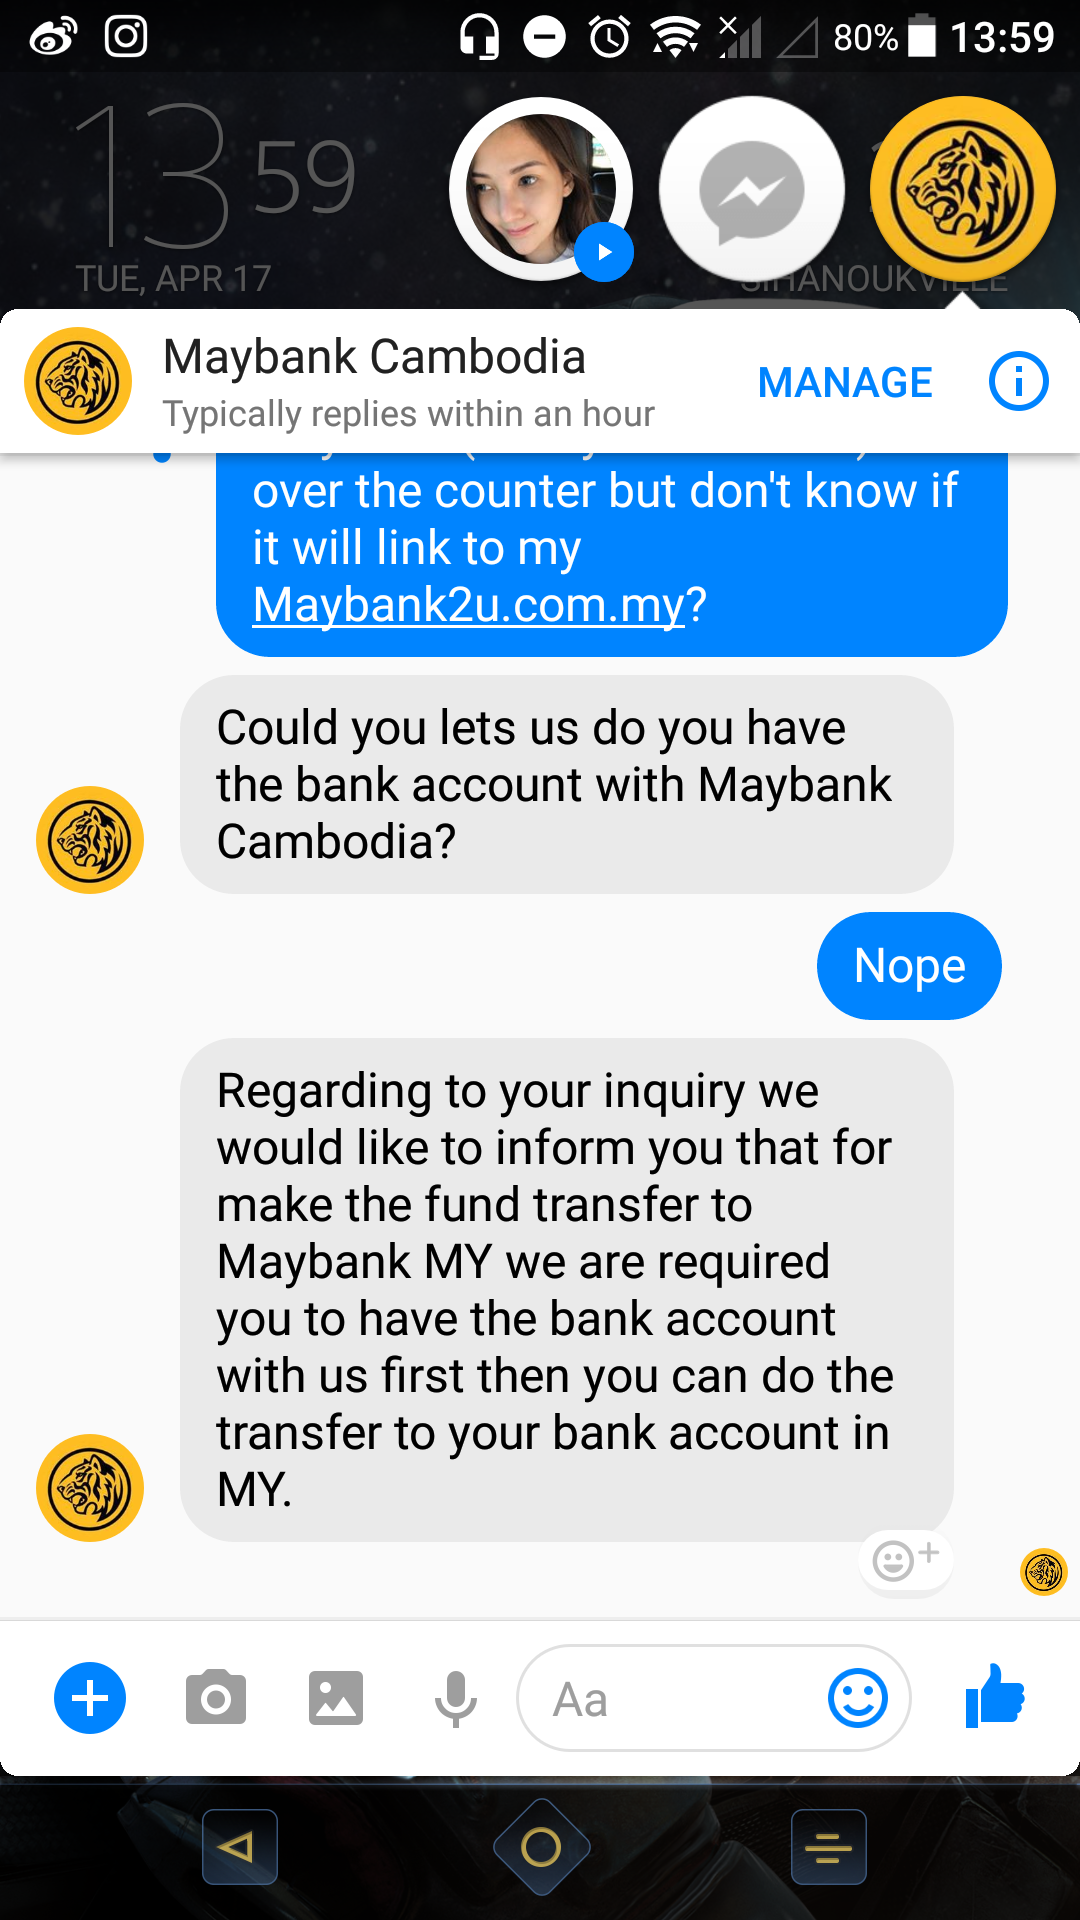 80% 13:59
13 59
TUE, APR 17
SIHANOUKVILLE
Maybank Cambodia
Typically replies within an hour
MANAGE
over the counter but don't know if
it will link to my
Maybank2u.com.my?
Could you lets us do you have
the bank account with Maybank
Cambodia?
Nope
Regarding to your inquiry we
would like to inform you that for
make the fund transfer to
Maybank MY we are required
you to have the bank account
with us first then you can do the
transfer to your bank account in
MY.
Aa